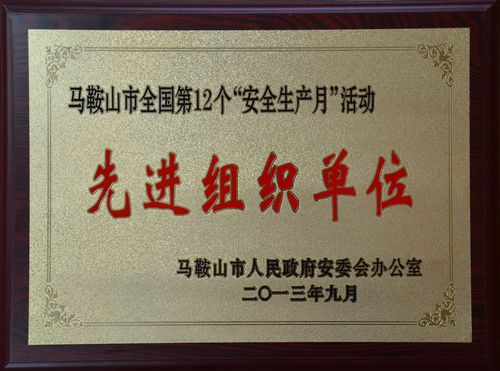 马鞍山市全国第12个“安全生产月”活动
先进组织单位
马鞍山市人民政府安委会办公室
二〇一三年九月